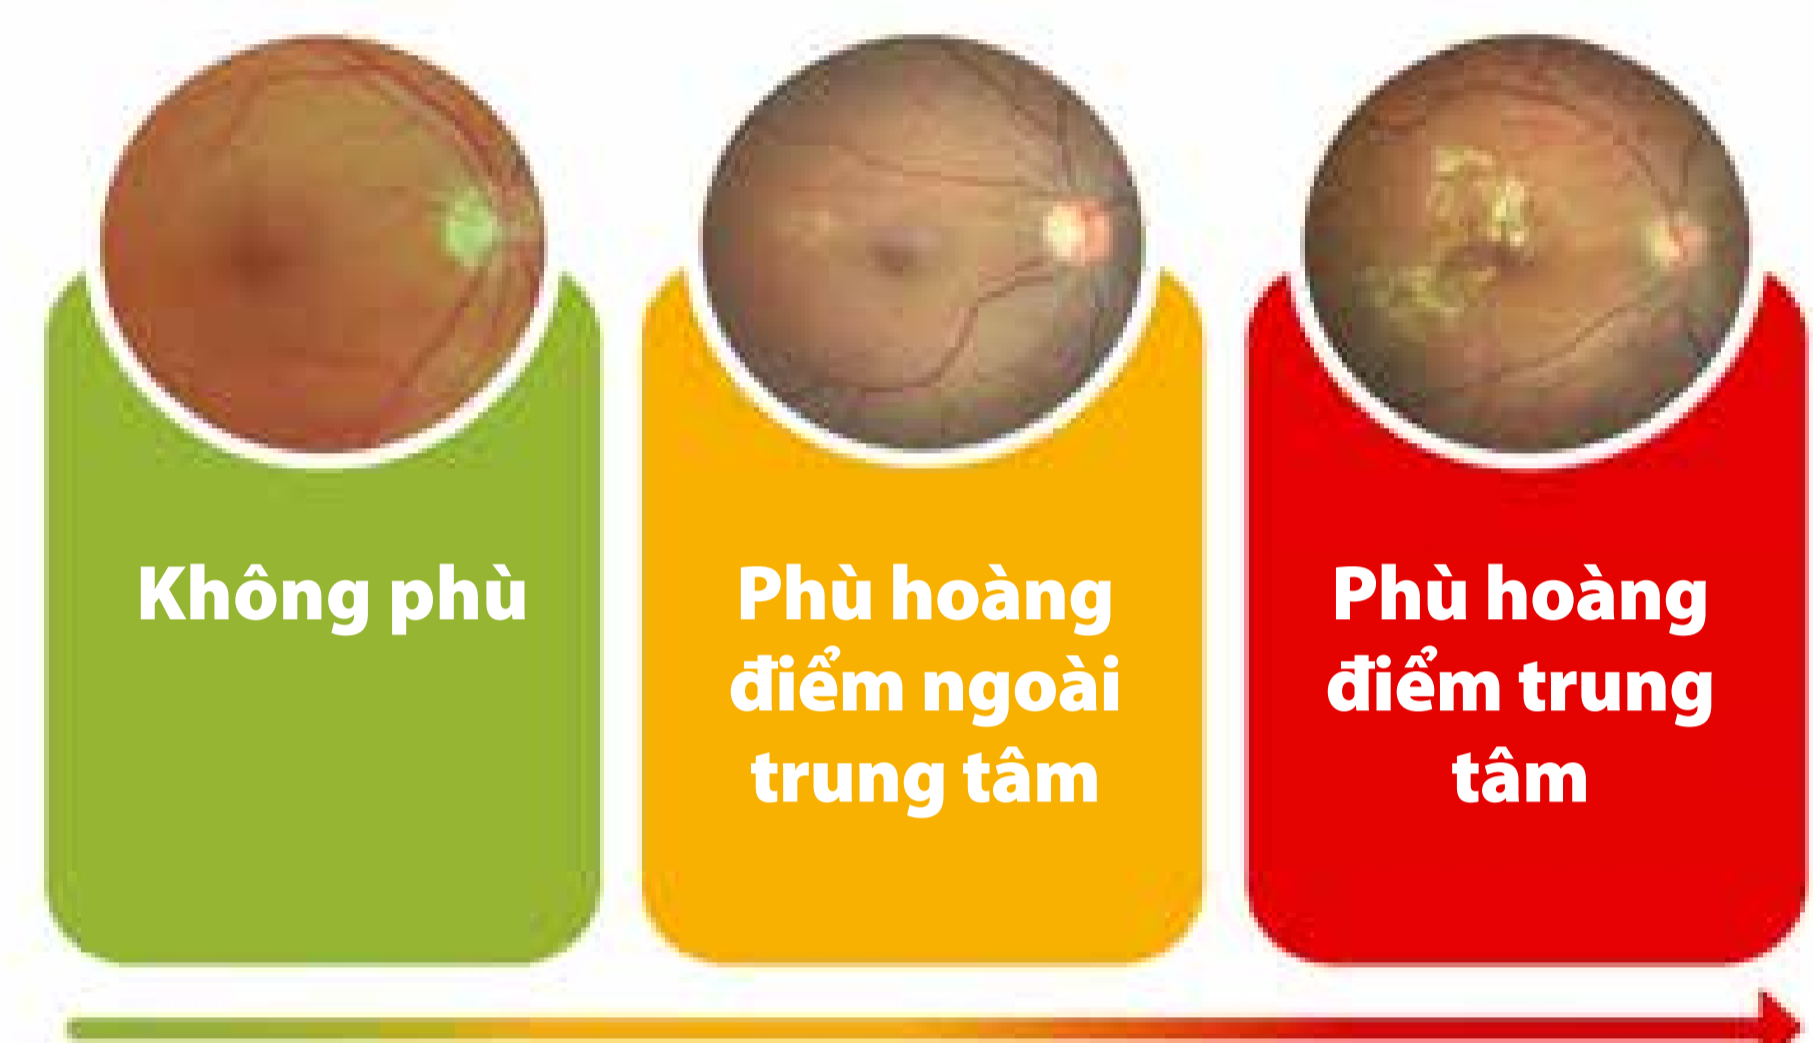 Không phù
Phù hoàng
điểm ngoài
trung tâm
Phù hoàng
điểm trung
tâm